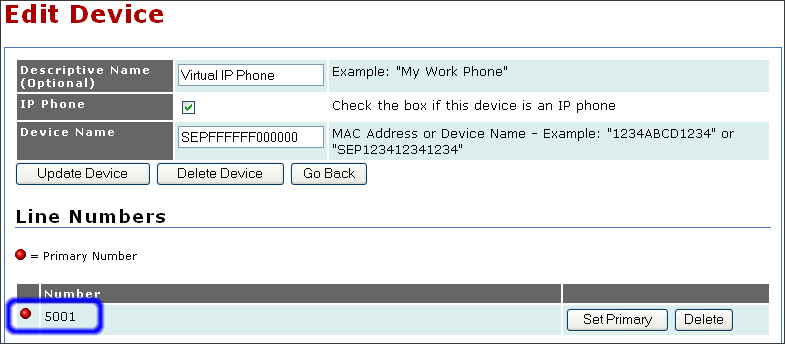 Edit Device
Descriptive Name (Optional) Virtual IP Phone Example: "My Work Phone"
IP Phone Check the box if this device is an IP phone
Device Name SEPFFFFFF000000 MAC Address or Device Name - Example: "1234ABCD1234" or "SEP123412341234"
Update Device Delete Device Go Back
Line Numbers
= Primary Number
Number
5001 Set Primary Delete